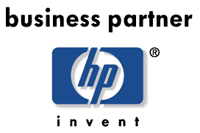 business partner
hp ®
invent